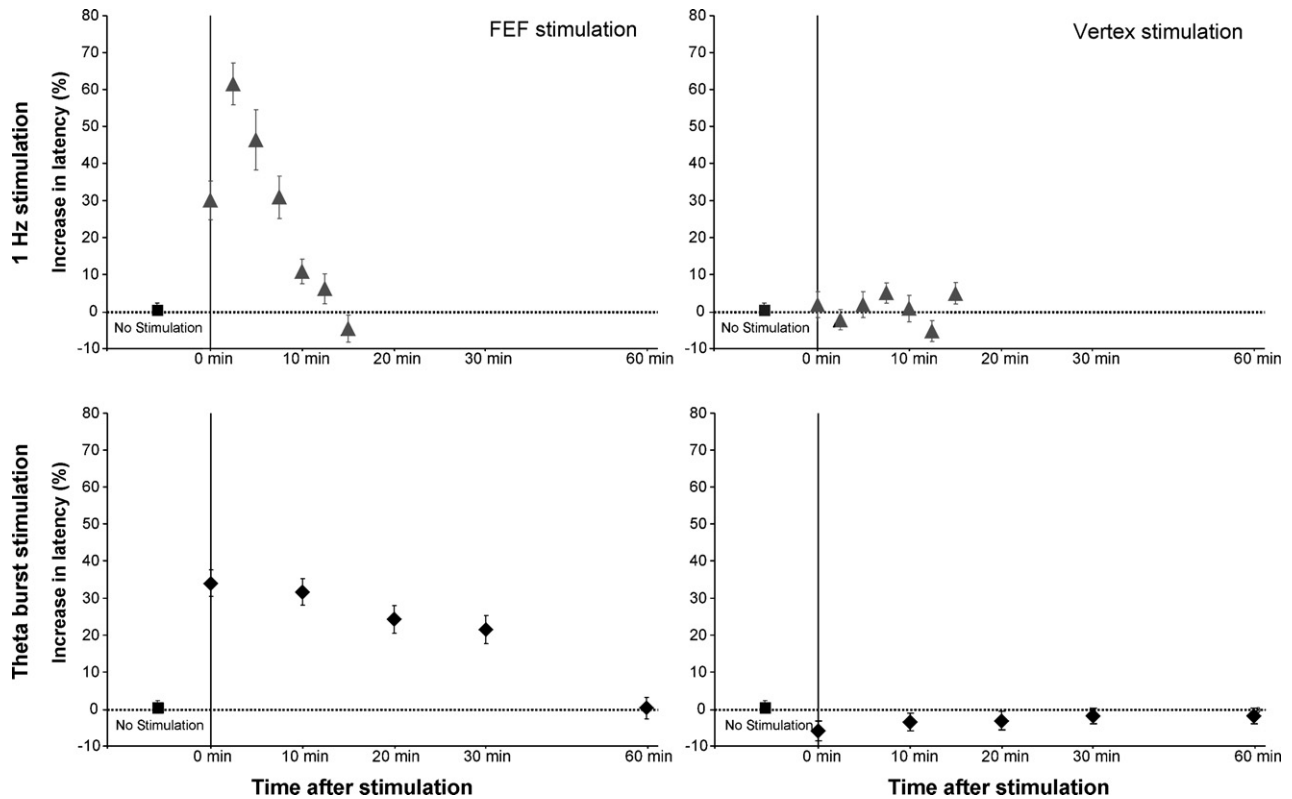 FEF stimulation
1 Hz stimulation
Increase in latency (%)
80
70
60
50
40
30
20
10
0
-10
No Stimulation
0 min
10 min
20 min
30 min
60 min
Vertex stimulation
80
70
60
50
40
30
20
10
0
-10
No Stimulation
0 min
10 min
20 min
30 min
60 min
Theta burst stimulation
Increase in latency (%)
80
70
60
50
40
30
20
10
0
-10
No Stimulation
0 min
10 min
20 min
30 min
60 min
Time after stimulation
80
70
60
50
40
30
20
10
0
-10
No Stimulation
0 min
10 min
20 min
30 min
60 min
Time after stimulation